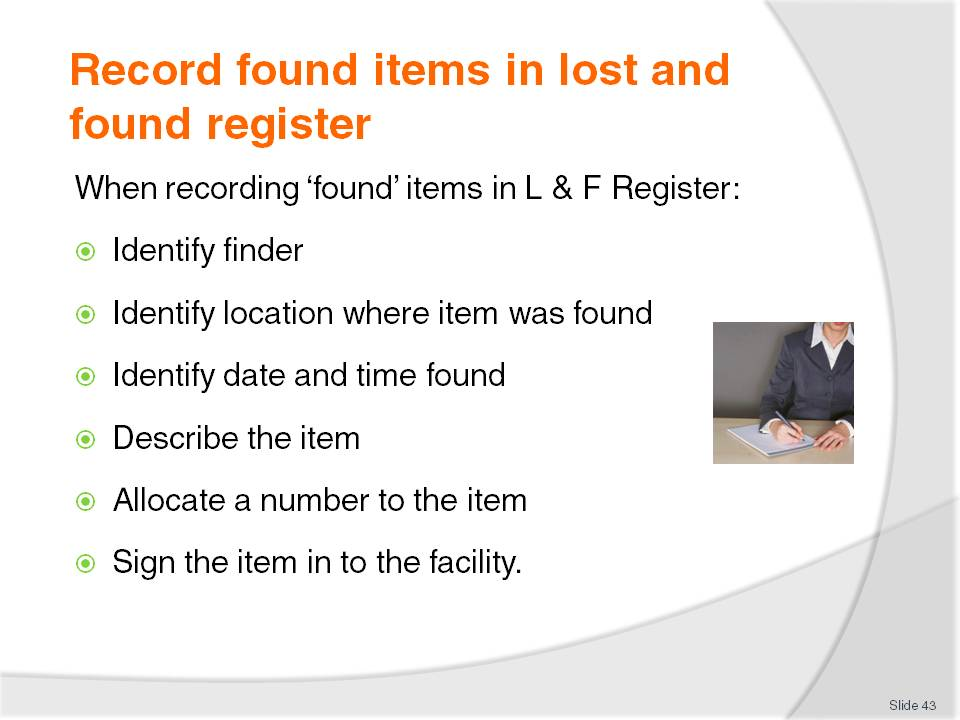 Record found items in lost and
found register
When recording ‘found’ items in L & F Register:
Identify finder
Identify location where item was found
Identify date and time found
Describe the item
Allocate a number to the item
Sign the item in to the facility.
Slide 43